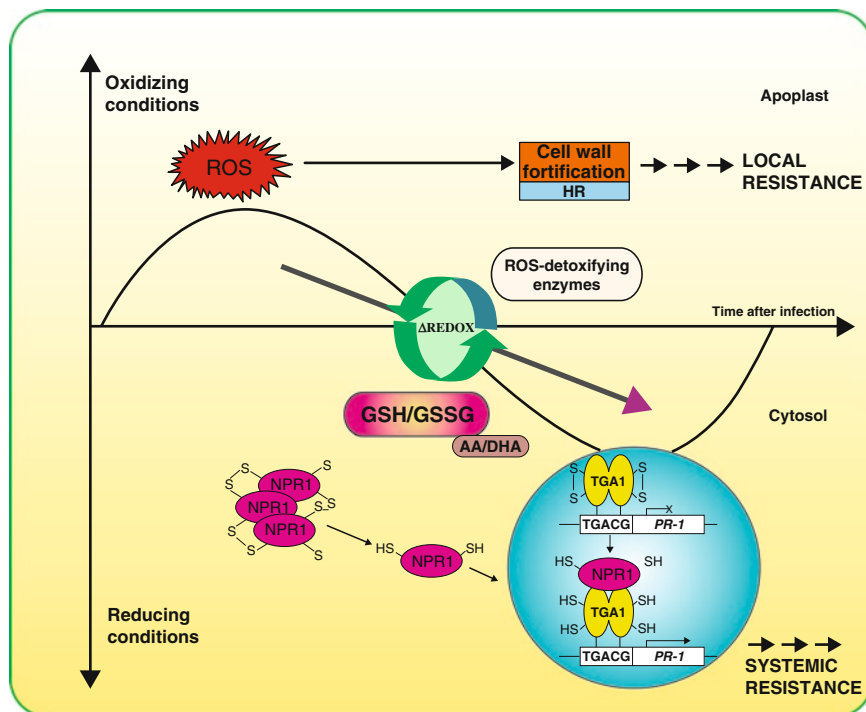 Oxidizing
conditions
Apoplast
ROS
Cell wall
fortification
HR
LOCAL
RESISTANCE
ROS-detoxifying
enzymes
Time after infection
ΔREDOX
GSH/GSSG
AA/DHA
Cytosol
S
S
S
NPR1
NPR1
NPR1
S
S
S
S
S
HS
SH
NPR1
S
S
S
S
TGA1
x
TGACG
PR-1
HS
SH
NPR1
HS
SH
TGA1
HS
SH
TGACG
PR-1
Reducing
conditions
SYSTEMIC
RESISTANCE